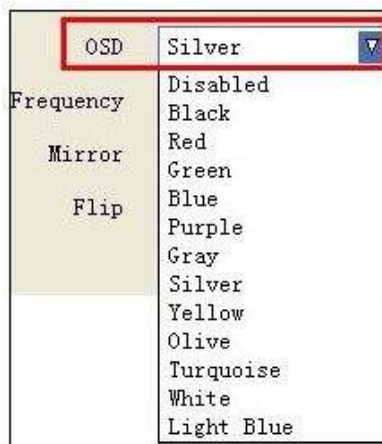 OSD Silver
Disabled
Frequency
Black
Red
Mirror
Green
Flip
Blue
Purple
Gray
Silver
Yellow
Olive
Turquoise
White
Light Blue